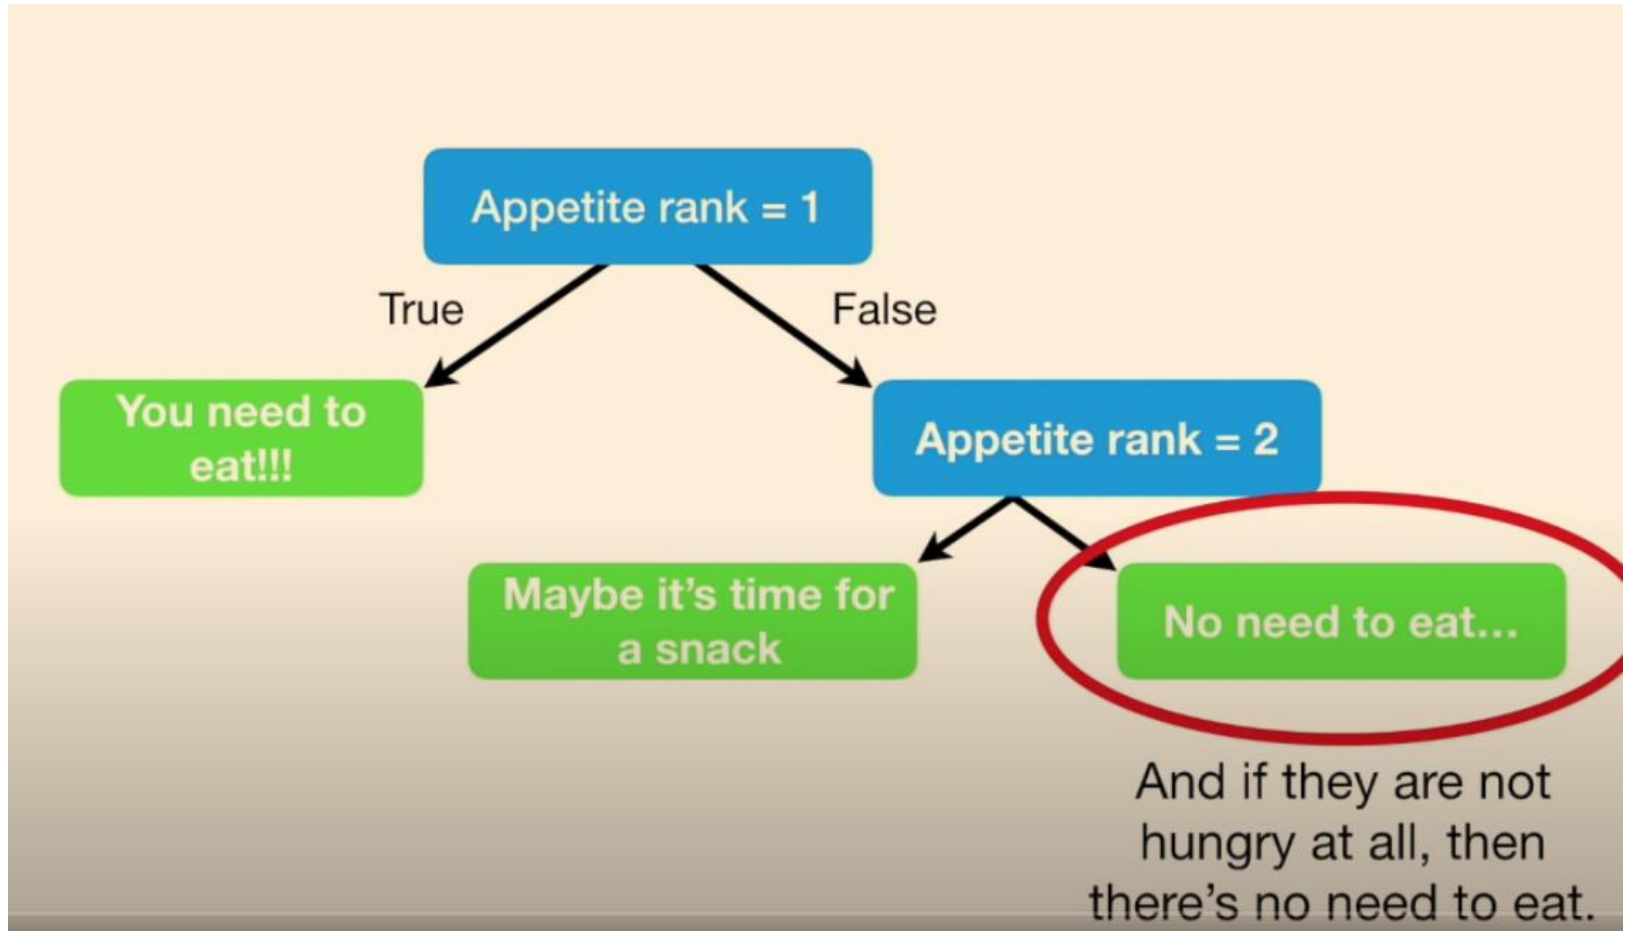 Appetite rank = 1
True
False
You need to
eat!!!
Appetite rank = 2
Maybe it's time for
a snack
No need to eat...
And if they are not
hungry at all, then
there's no need to eat.